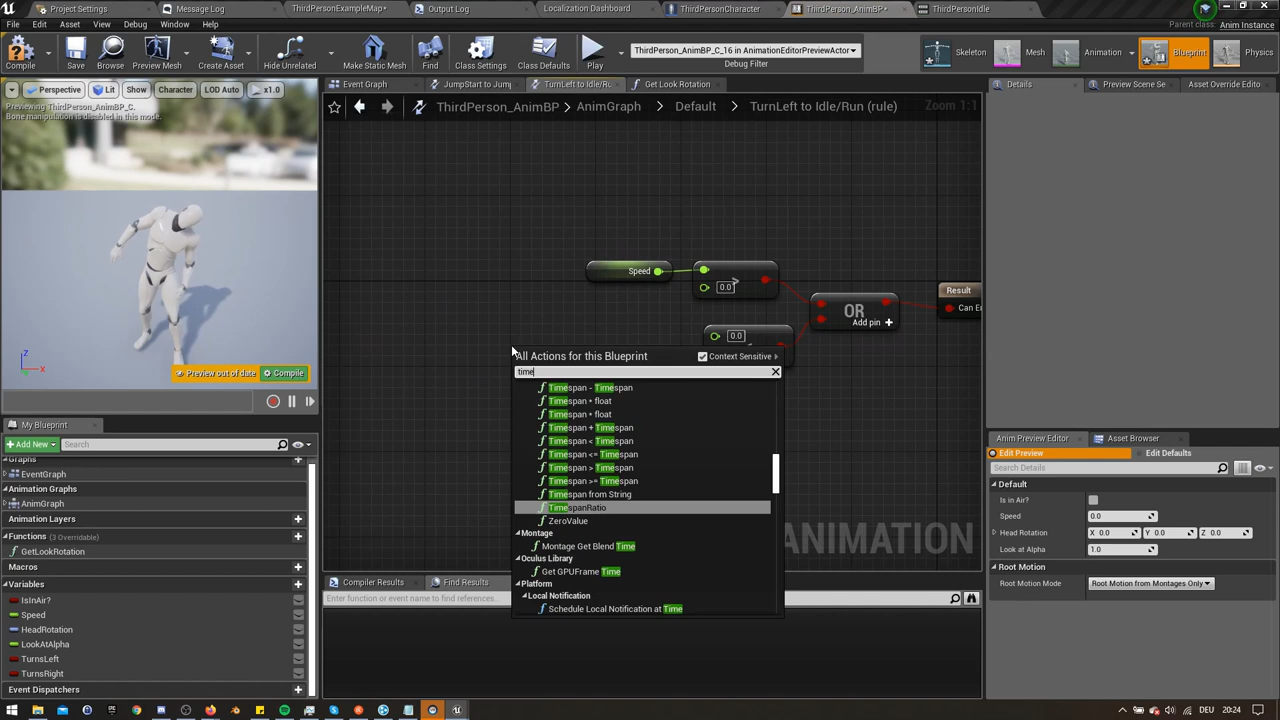 Project Settings
Message Log
ThirdPersonExampleMap•
Output Log
Localization Dashboard
ThirdPersonCharacter
ThirdPerson_AnimBP•
ThirdPersonIdle
File Edit Asset View Debug Window Help
Parent class: Anim Instance
Compile
Save
Browse
Preview Mesh
Create Asset
Hide Unrelated
Make Static Mesh
Find
Class Settings
Class Defaults
Play
ThirdPerson_AnimBP_C_16 in AnimationEditorPreviewActor
Debug Filter
Skeleton
Mesh
Animation
Blueprint
Physics
Perspective Lit Show Character LOD Auto x1.0
Previewing ThirdPerson_AnimBP_C.
Bone manipulation is disabled in this mode.
Preview out of date
Compile
Event Graph
JumpStart to Jump
TurnLeft to Idle/Ru
Get Look Rotation
ThirdPerson_AnimBP > AnimGraph > Default > TurnLeft to Idle/Run (rule)
Zoom 1:1
Details
Preview Scene Se
Asset Override Edito
Speed
0.0
>
OR
Add pin +
Result
Can En
0.0
All Actions for this Blueprint
Context Sensitive
time
Timespan - Timespan
Timespan * float
Timespan * float
Timespan + Timespan
Timespan < Timespan
Timespan <= Timespan
Timespan > Timespan
Timespan >= Timespan
Timespan from String
TimespanRatio
ZeroValue
Montage
Montage Get Blend Time
Oculus Library
Get GPUFrame Time
Platform
Local Notification
Schedule Local Notification at Time
ANIMATION
My Blueprint
Add New
Search
Graphs
EventGraph
Animation Graphs
AnimGraph
Animation Layers
Functions (3 Overridable)
GetLookRotation
Macros
Variables
IsInAir?
Speed
HeadRotation
LookAtAlpha
TurnsLeft
TurnsRight
Event Dispatchers
Compiler Results
Find Results
Enter function or event name to find references...
Anim Preview Editor
Asset Browser
Edit Preview
Edit Defaults
Search Details
Default
Is in Air?
Speed 0.0
Head Rotation X 0.0 Y 0.0 Z 0.0
Look at Alpha 1.0
Root Motion
Root Motion Mode Root Motion from Montages Only
DEU 20:24